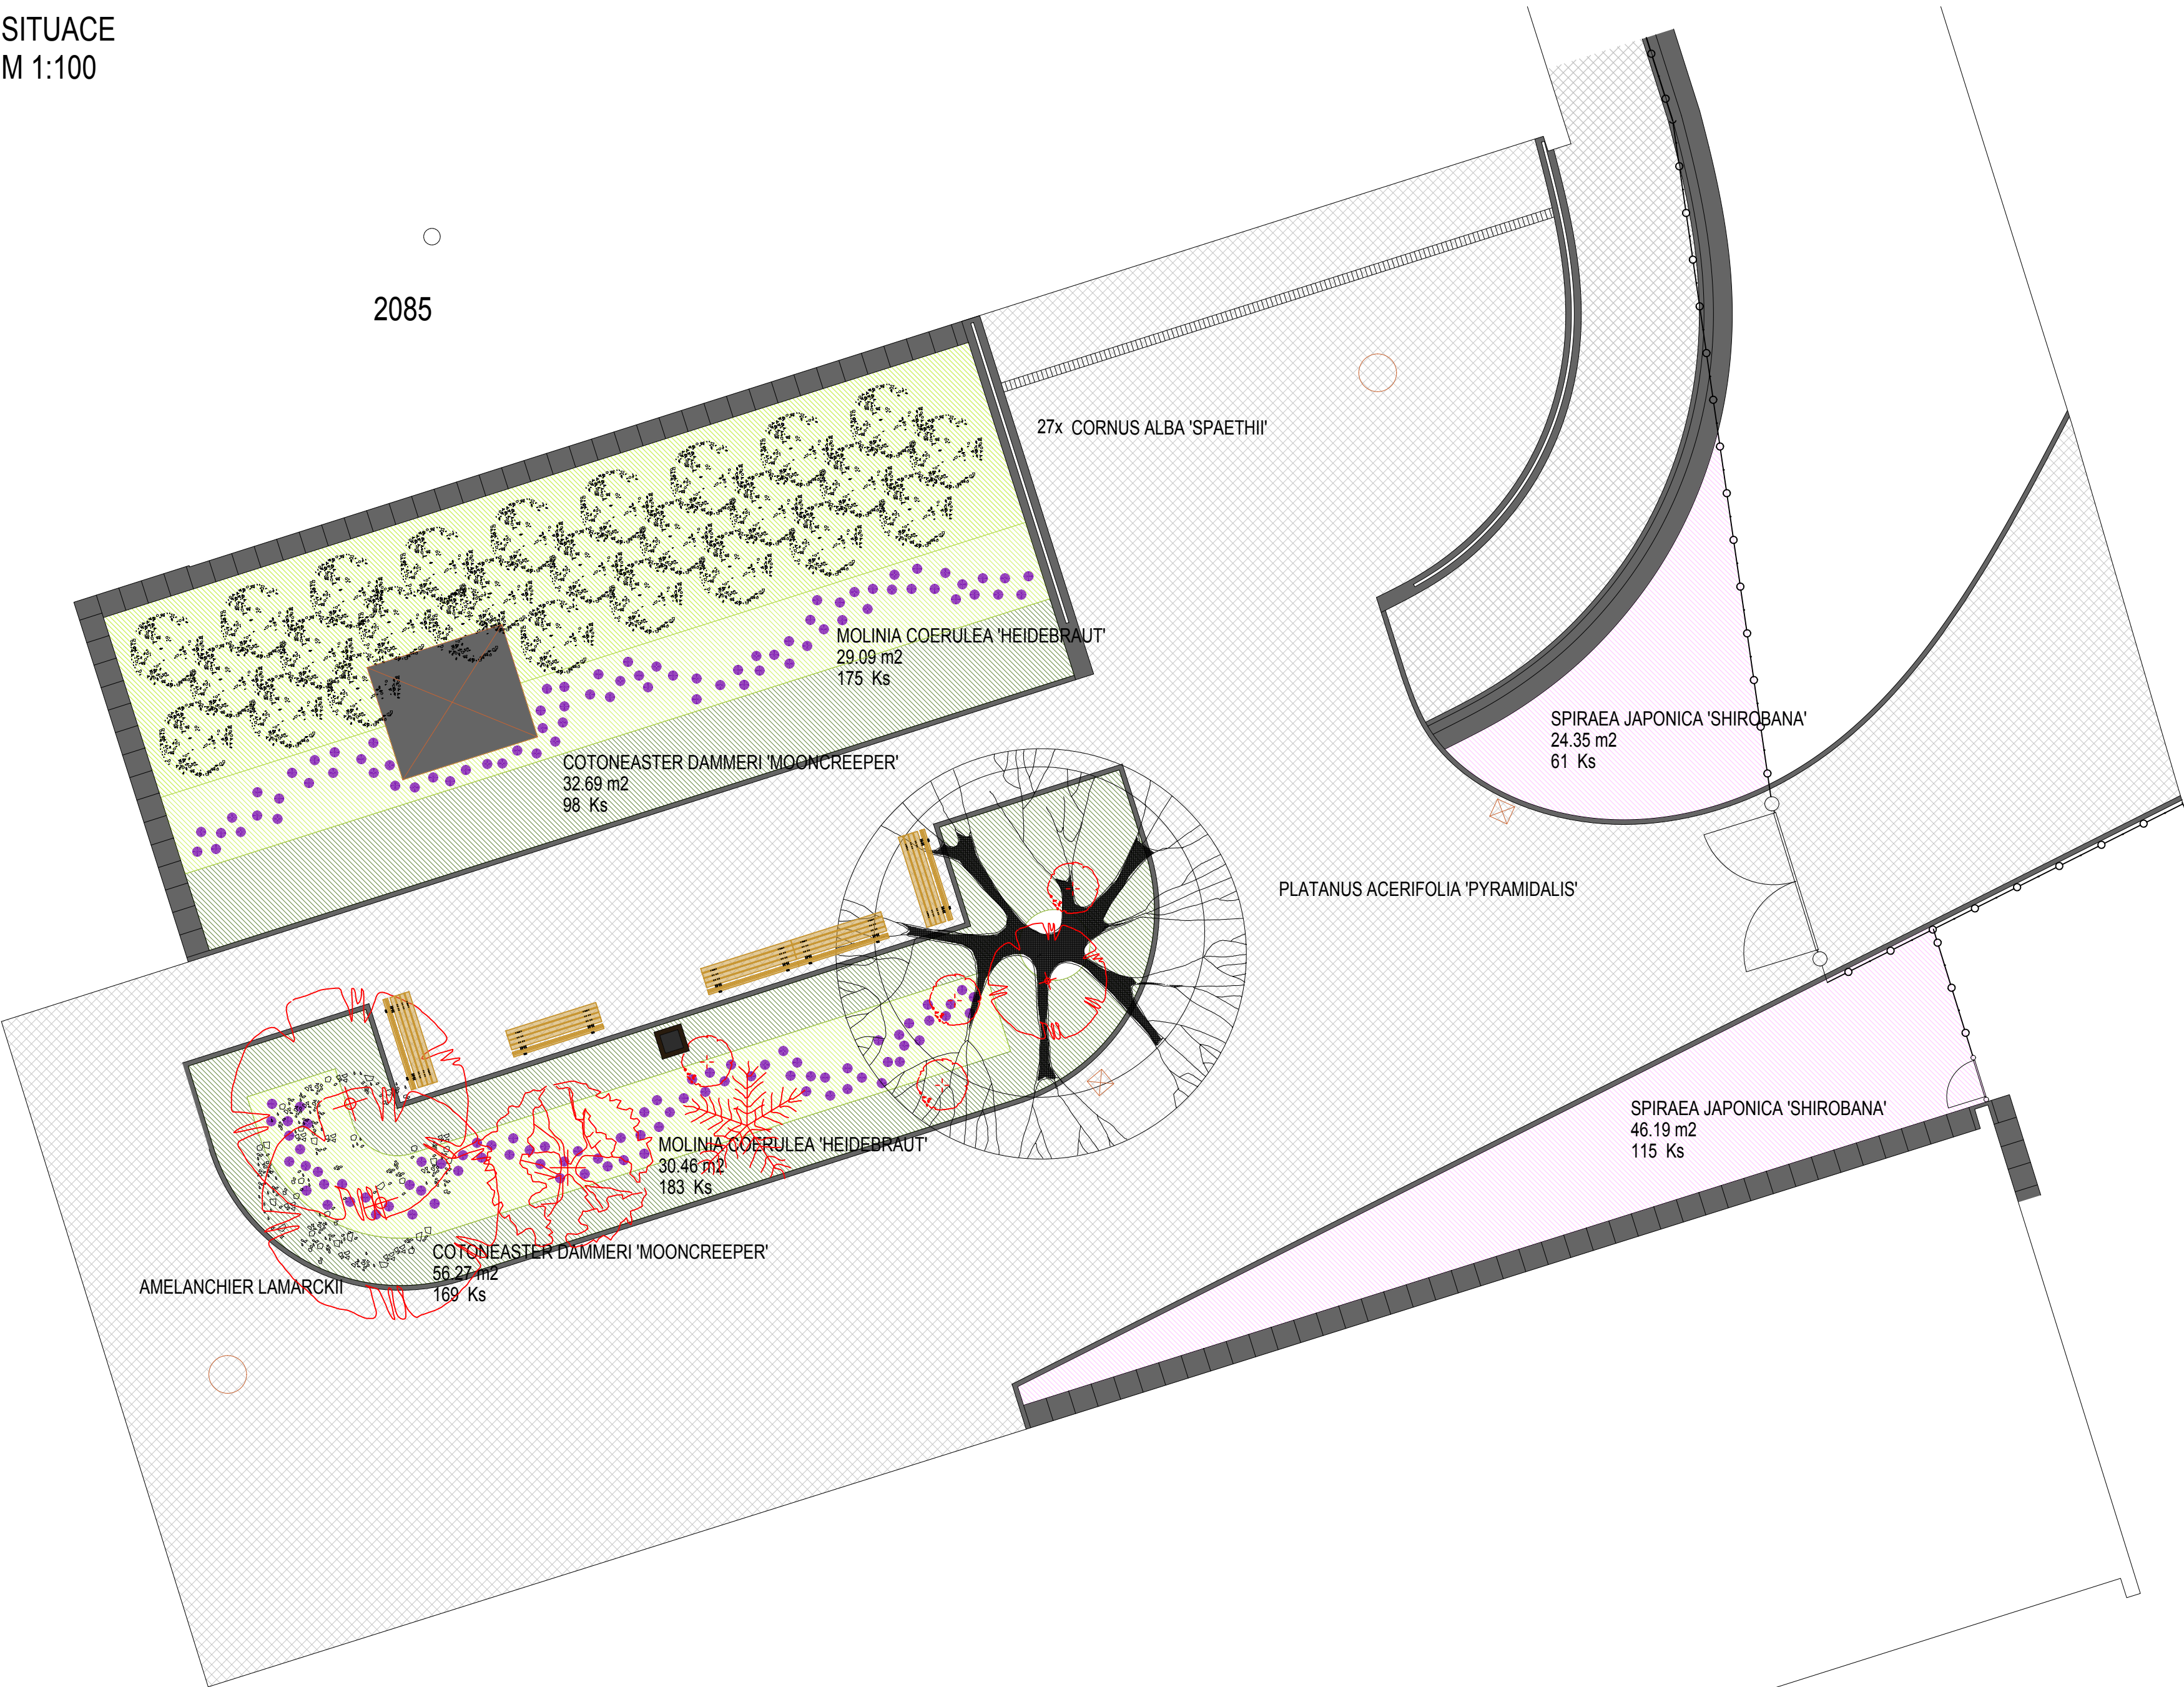 SITUACE
M 1:100
2085
27x CORNUS ALBA 'SPAETHII'
MOLINIA COERULEA 'HEIDEBRAUT'
29.09 m2
175 Ks
SPIRAEA JAPONICA 'SHIROBANA'
24.35 m2
61 Ks
COTONEASTER DAMMERI 'MOONCREEPER'
32.69 m2
98 Ks
PLATANUS ACERIFOLIA 'PYRAMIDALIS'
SPIRAEA JAPONICA 'SHIROBANA'
46.19 m2
115 Ks
MOLINIA COERULEA 'HEIDEBRAUT'
30.46 m2
183 Ks
COTONEASTER DAMMERI 'MOONCREEPER'
56.27 m2
169 Ks
AMELANCHIER LAMARCKII